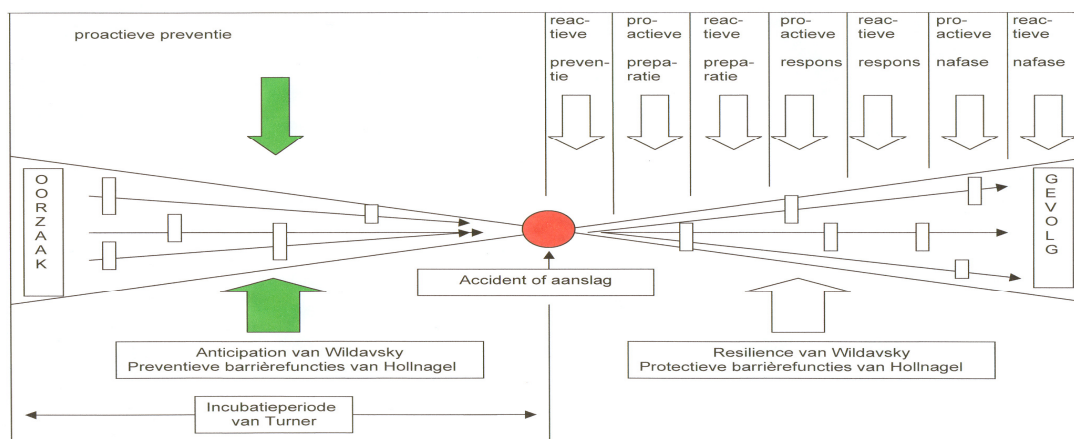 proactieve preventie
reac-
tieve
preven-
tie
pro-
actieve
prepa-
ratie
reac-
tieve
prepa-
ratie
pro-
actieve
respons
reac-
tieve
respons
pro-
actieve
nafase
reac-
tieve
nafase
OORZAAK
GEVOLG
Accident of aanslag
Anticipation van Wildavsky
Preventieve barrièrefuncties van Hollnagel
Resilience van Wildavsky
Protectieve barrièrefuncties van Hollnagel
Incubatieperiode
van Turner